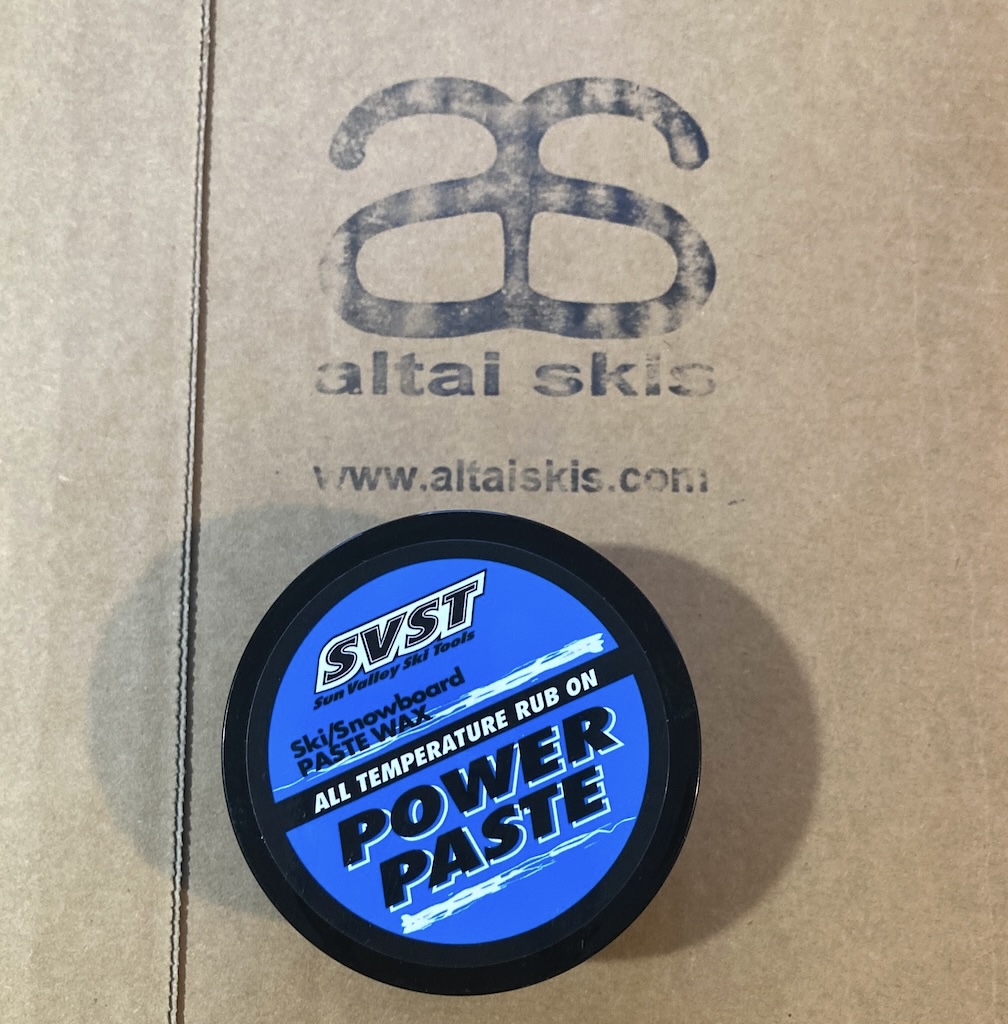 as
altai skis
www.altaiskis.com
SVST
Sun Valley Ski Tools
Ski/Snowboard
PASTE WAX
ALL TEMPERATURE RUB ON
POWER
PASTE